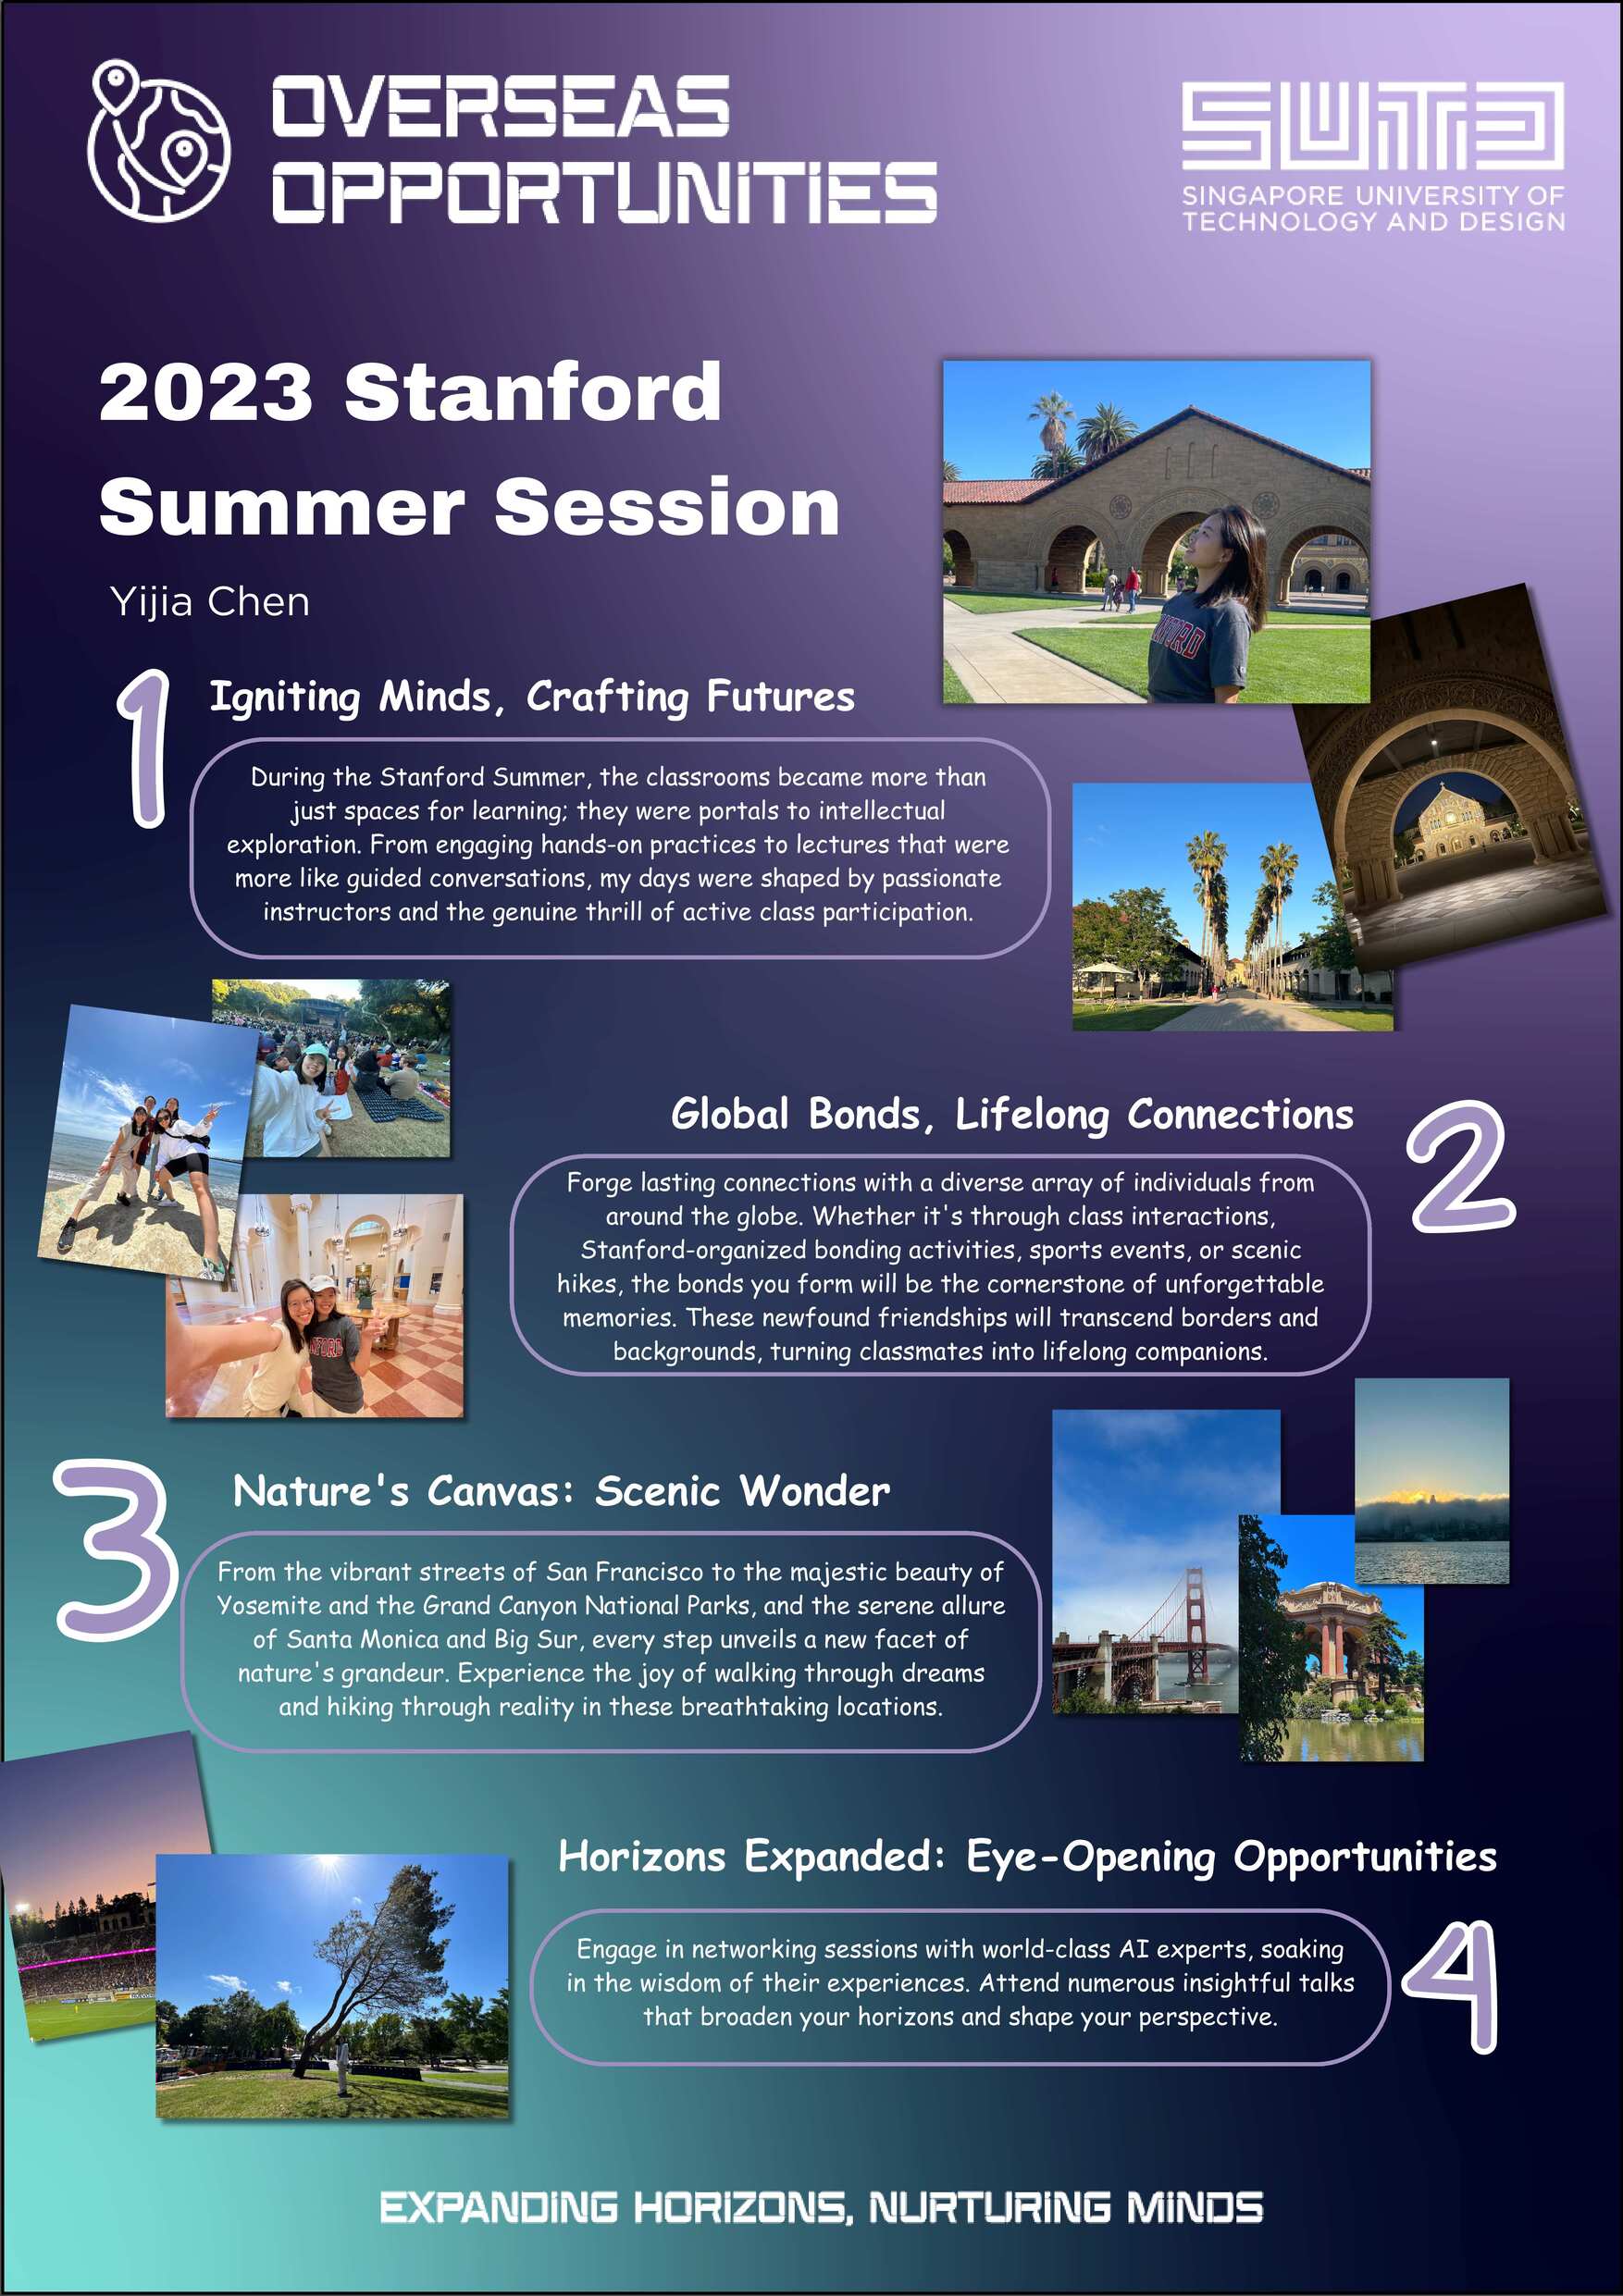 OVERSEAS
OPPORTUNITIES
SUTD
SINGAPORE UNIVERSITY OF
TECHNOLOGY AND DESIGN
2023 Stanford
Summer Session
Yijia Chen
1
Igniting Minds, Crafting Futures
During the Stanford Summer, the classrooms became more than
just spaces for learning; they were portals to intellectual
exploration. From engaging hands-on practices to lectures that were
more like guided conversations, my days were shaped by passionate
instructors and the genuine thrill of active class participation.
NFORD
Global Bonds, Lifelong Connections
2
Forge lasting connections with a diverse array of individuals from
around the globe. Whether it's through class interactions,
Stanford-organized bonding activities, sports events, or scenic
hikes, the bonds you form will be the cornerstone of unforgettable
memories. These newfound friendships will transcend borders and
backgrounds, turning classmates into lifelong companions.
NFORD
3
Nature's Canvas: Scenic Wonder
From the vibrant streets of San Francisco to the majestic beauty of
Yosemite and the Grand Canyon National Parks, and the serene allure
of Santa Monica and Big Sur, every step unveils a new facet of
nature's grandeur. Experience the joy of walking through dreams
and hiking through reality in these breathtaking locations.
Horizons Expanded: Eye-Opening Opportunities
4
Engage in networking sessions with world-class AI experts, soaking
in the wisdom of their experiences. Attend numerous insightful talks
that broaden your horizons and shape your perspective.
EXPANDING HORIZONS, NURTURING MINDS